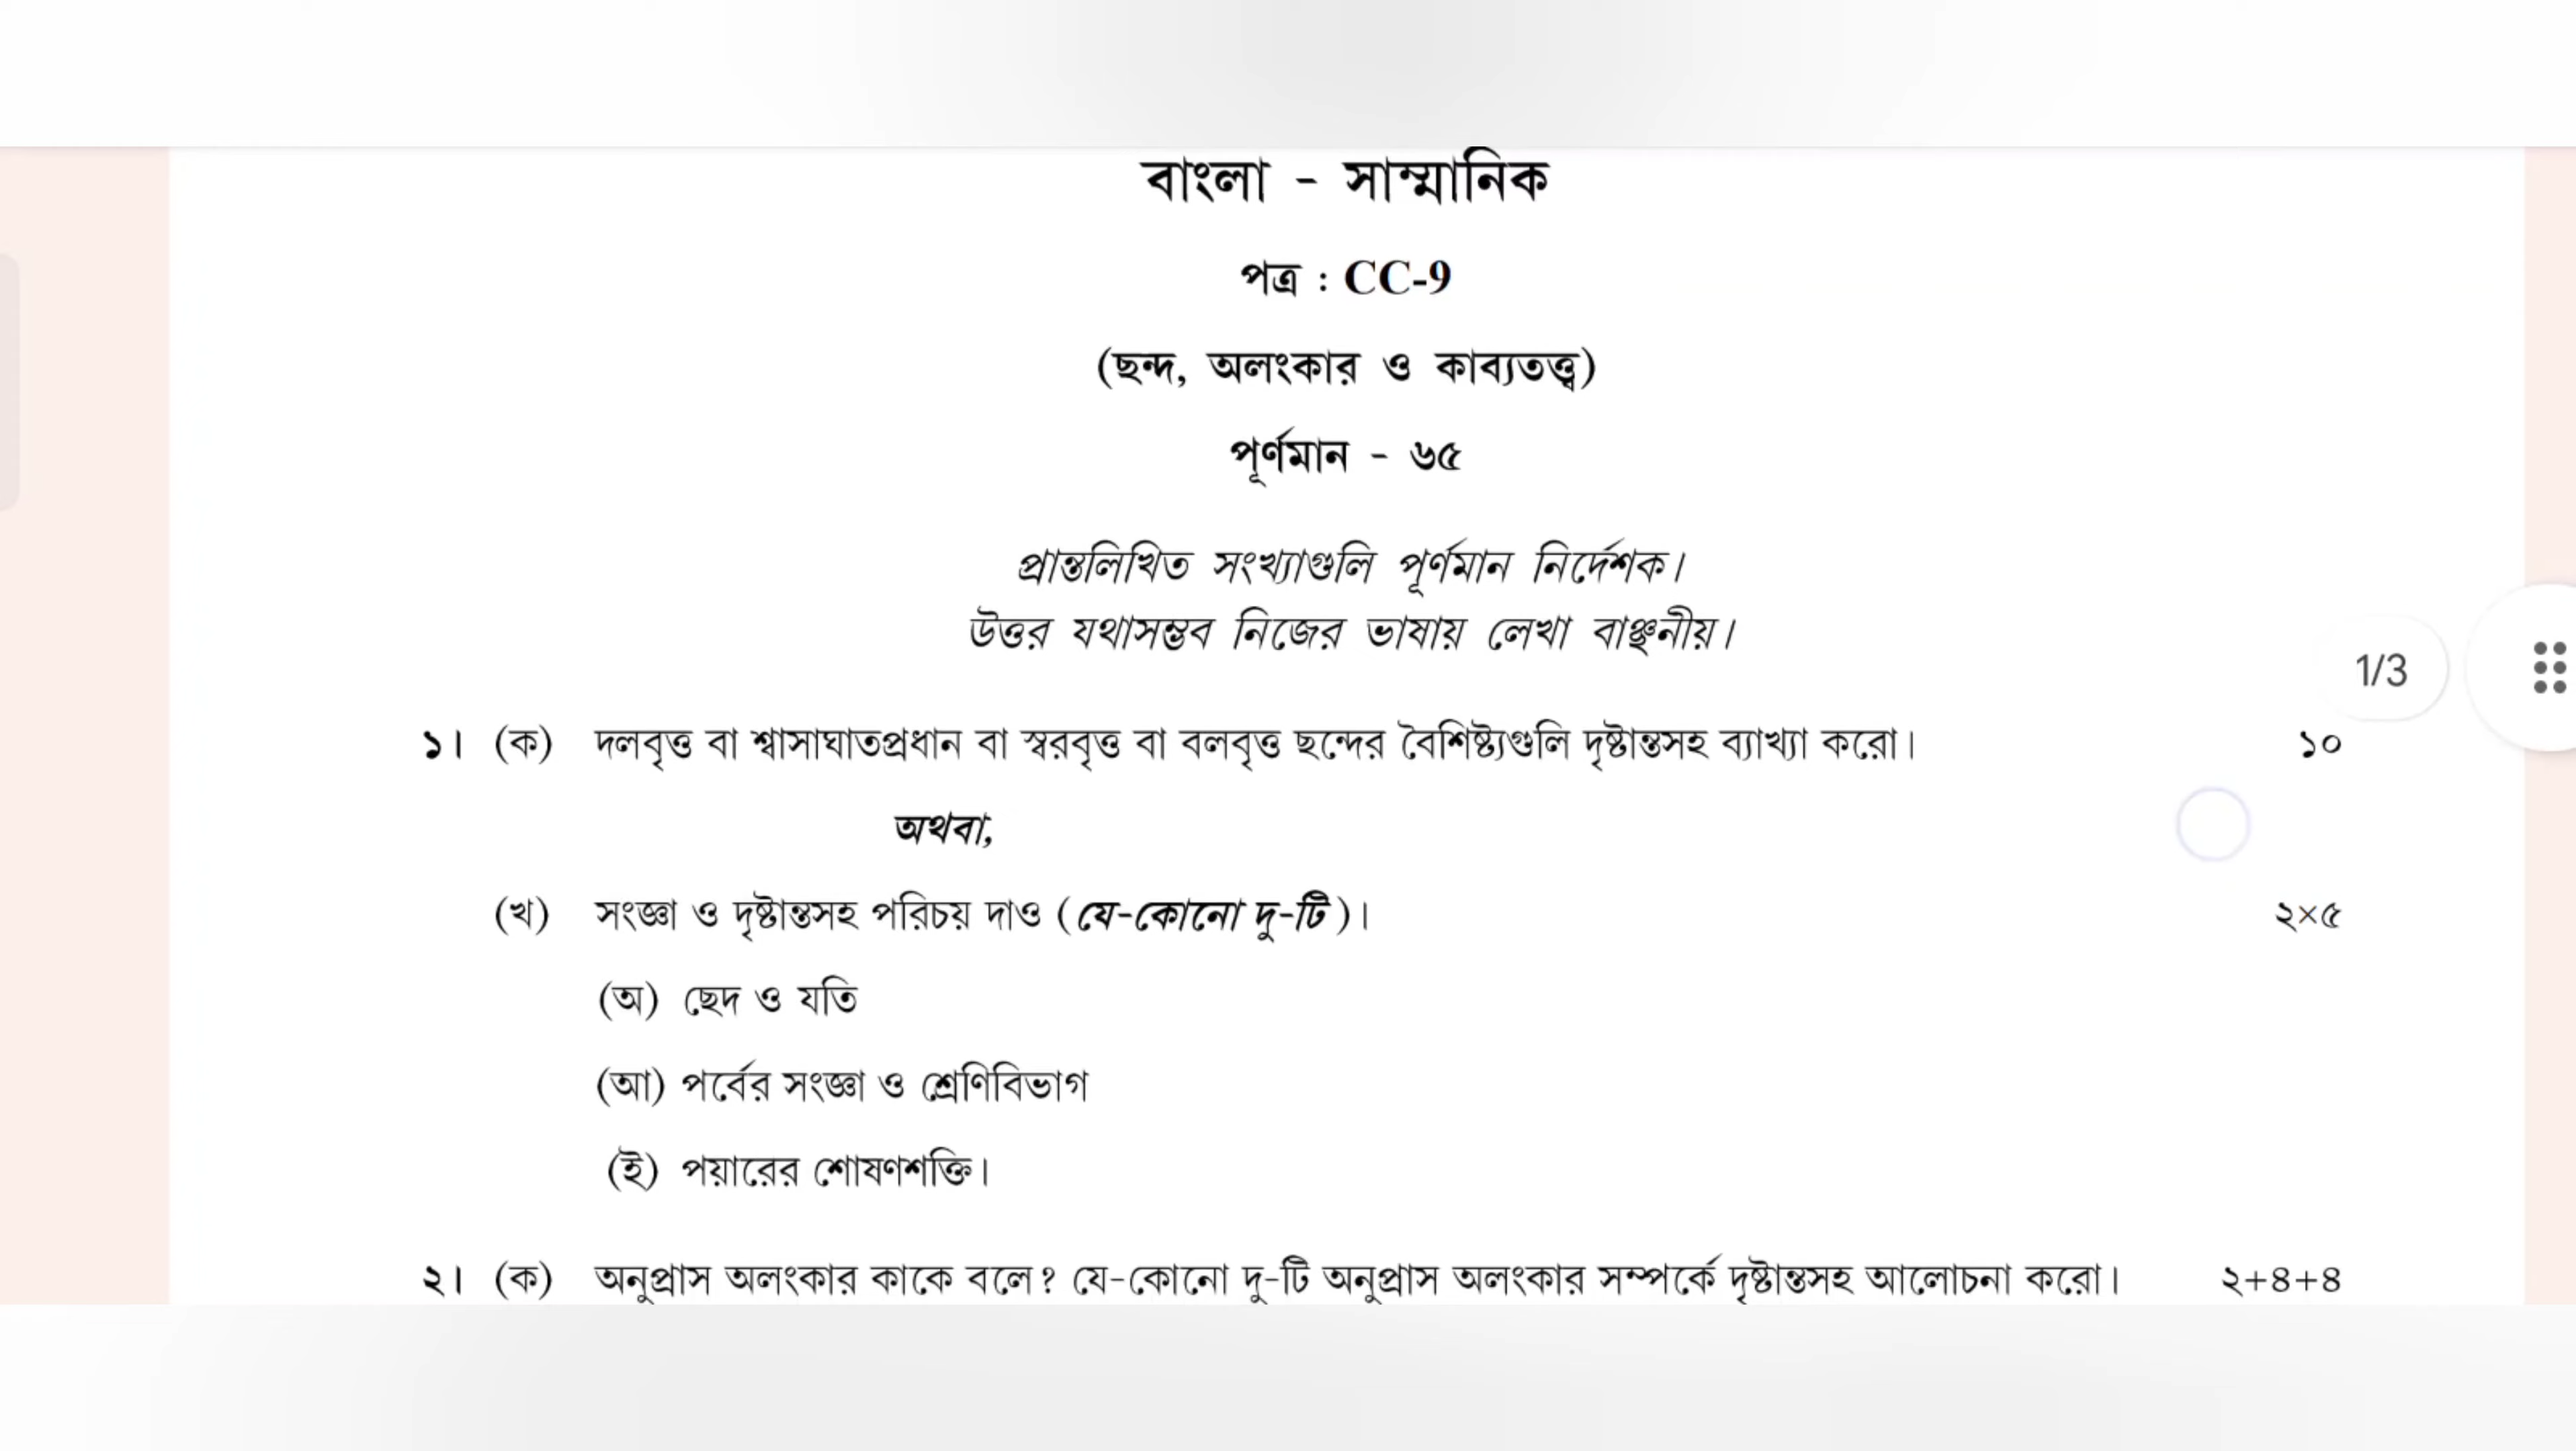 বাংলা - সাম্মানিক
পত্র : CC-9
(ছন্দ, অলংকার ও কাব্যতত্ত্ব)
পূর্ণমান - ৬৫
প্রান্তলিখিত সংখ্যাগুলি পূর্ণমান নির্দেশক।
উত্তর যথাসম্ভব নিজের ভাষায় লেখা বাঞ্ছনীয়।
1/3
১। (ক) দলবৃত্ত বা শ্বাসাঘাতপ্রধান বা স্বরবৃত্ত বা বলবৃত্ত ছন্দের বৈশিষ্ট্যগুলি দৃষ্টান্তসহ ব্যাখ্যা করো। ১০
অথবা,
(খ) সংজ্ঞা ও দৃষ্টান্তসহ পরিচয় দাও (যে-কোনো দু-টি)। ২×৫
(অ) ছেদ ও যতি
(আ) পর্বের সংজ্ঞা ও শ্রেণিবিভাগ
(ই) পয়ারের শোষণশক্তি।
২। (ক) অনুপ্রাস অলংকার কাকে বলে? যে-কোনো দু-টি অনুপ্রাস অলংকার সম্পর্কে দৃষ্টান্তসহ আলোচনা করো। ২+৪+৪